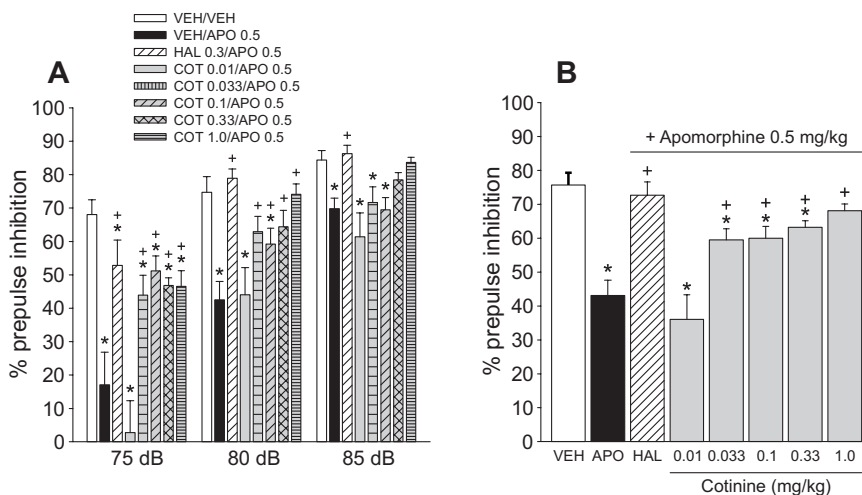 VEH/VEH
VEH/APO 0.5
HAL 0.3/APO 0.5
COT 0.01/APO 0.5
COT 0.033/APO 0.5
COT 0.1/APO 0.5
COT 0.33/APO 0.5
COT 1.0/APO 0.5
A
% prepulse inhibition
100
90
80
70
60
50
40
30
20
10
0
* + * * + * + * + * + *
* + * + + * + +
* + * * *
75 dB 80 dB 85 dB
B
% prepulse inhibition
100
90
80
70
60
50
40
30
20
10
0
+ Apomorphine 0.5 mg/kg
* + * + * + * + * +
VEH APO HAL 0.01 0.033 0.1 0.33 1.0
Cotinine (mg/kg)